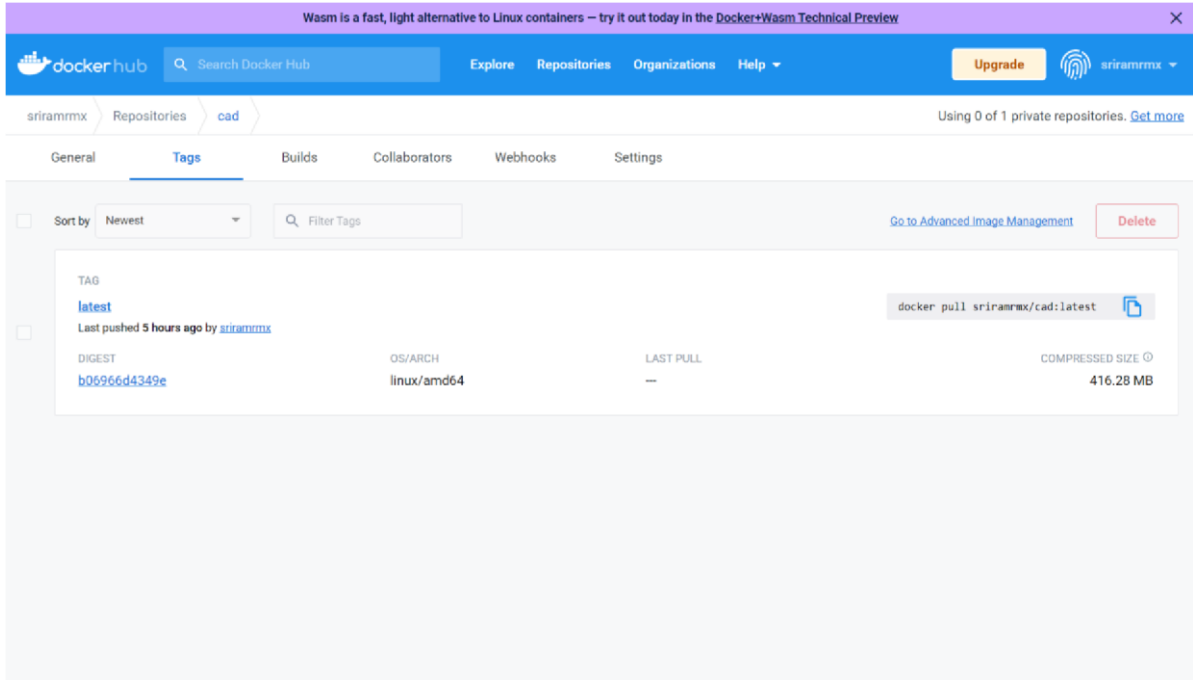 Wasm is a fast, light alternative to Linux containers — try it out today in the Docker+Wasm Technical Preview
dockerhub Search Docker Hub Explore Repositories Organizations Help Upgrade sriramrmx
sriramrmx Repositories cad Using 0 of 1 private repositories. Get more
General Tags Builds Collaborators Webhooks Settings
Sort by Newest Filter Tags Go to Advanced Image Management Delete
TAG
latest docker pull sriramrmx/cad:latest
Last pushed 5 hours ago by sriramrmx
DIGEST OS/ARCH LAST PULL COMPRESSED SIZE
b06966d4349e linux/amd64 --- 416.28 MB